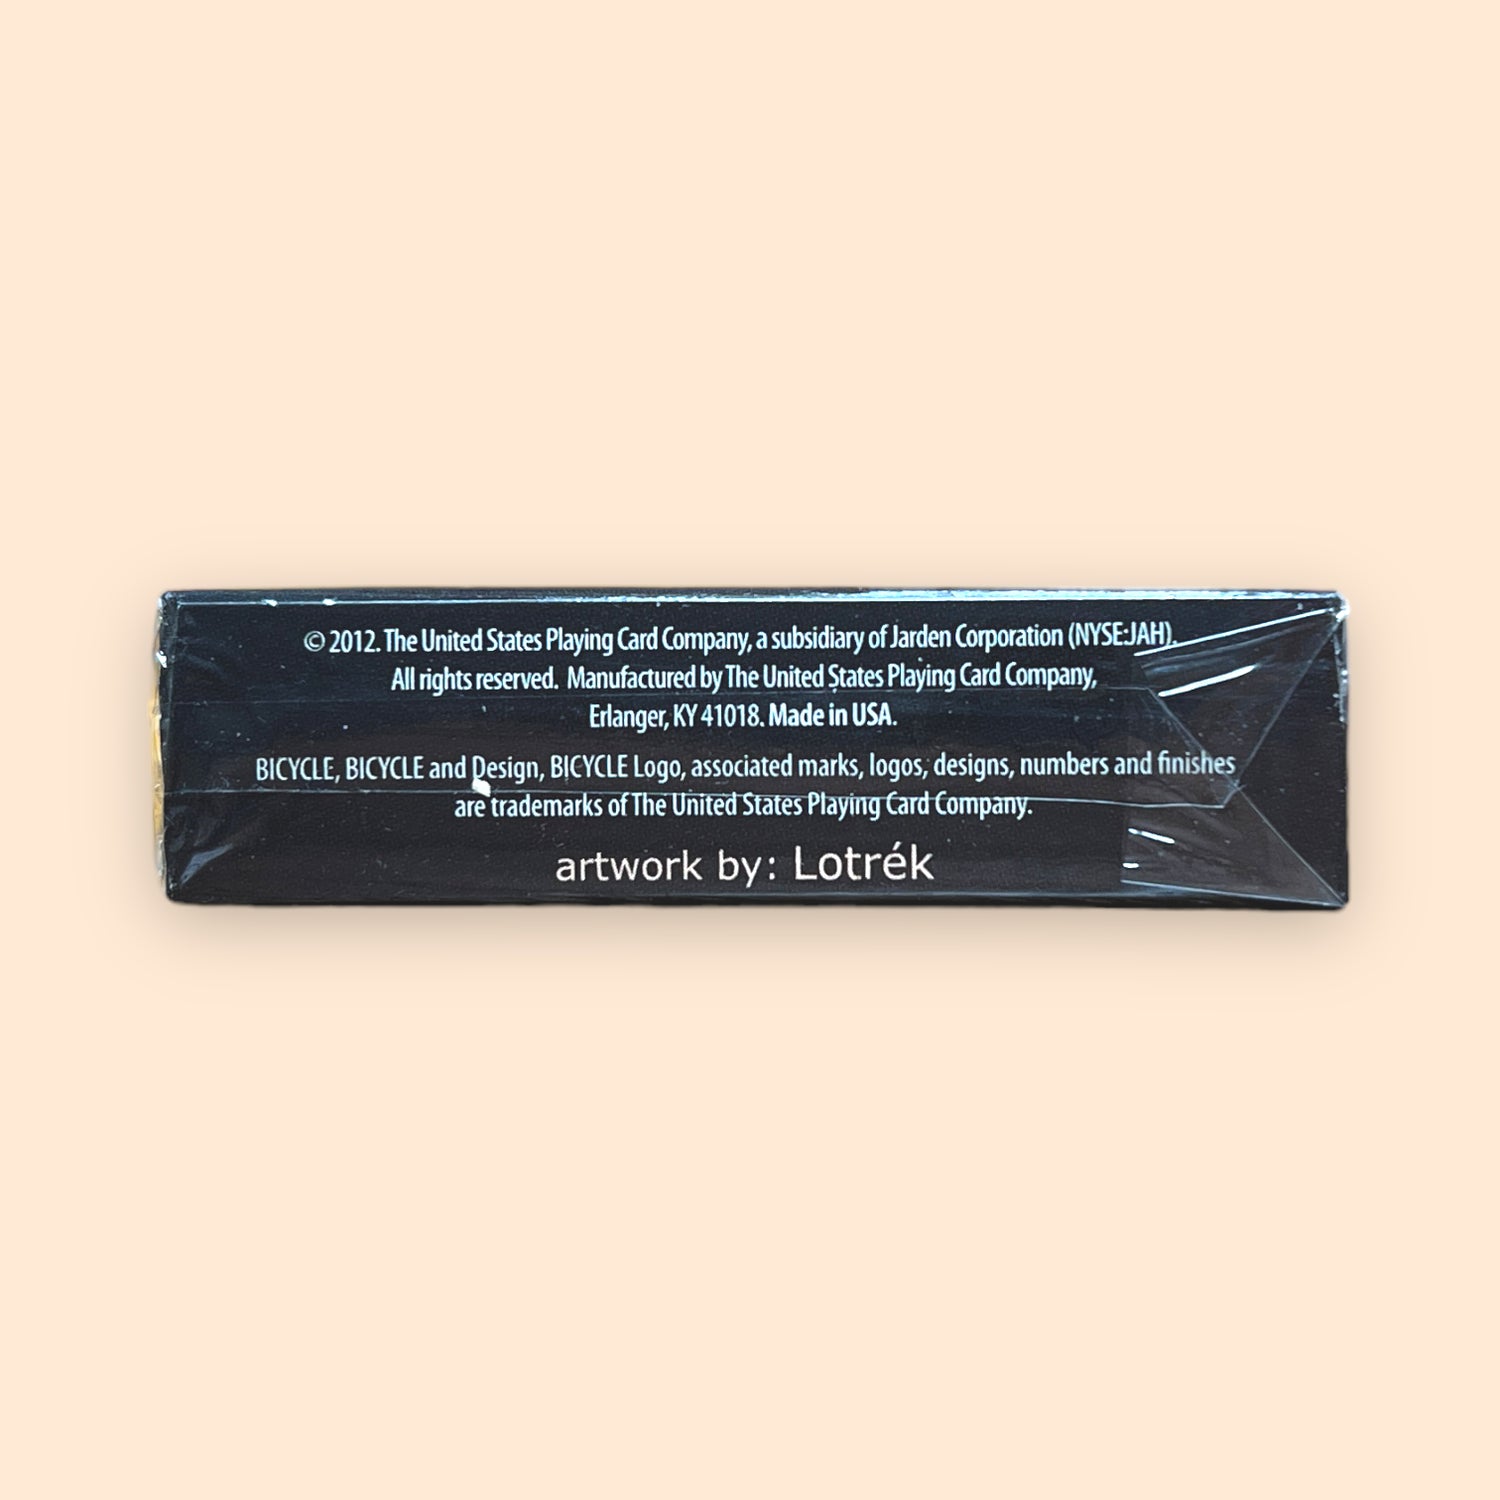 © 2012. The United States Playing Card Company, a subsidiary of Jarden Corporation (NYSE:JAH).
All rights reserved. Manufactured by The United States Playing Card Company,
Erlanger, KY 41018. Made in USA.
BICYCLE, BICYCLE and Design, BICYCLE Logo, associated marks, logos, designs, numbers and finishes
are trademarks of The United States Playing Card Company.
artwork by: Lotrék